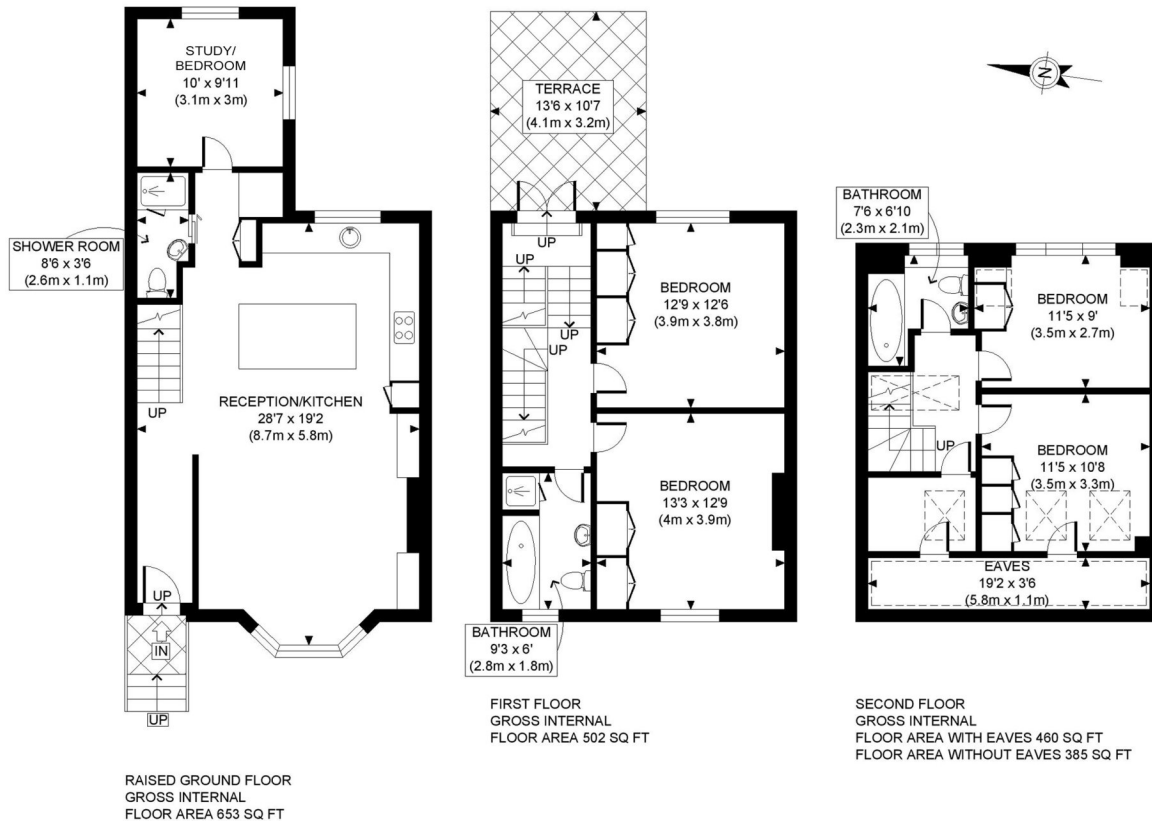 STUDY/
BEDROOM
10' x 9'11
(3.1m x 3m)
SHOWER ROOM
8'6 x 3'6
(2.6m x 1.1m)
UP
RECEPTION/KITCHEN
28'7 x 19'2
(8.7m x 5.8m)
UP
IN
UP
RAISED GROUND FLOOR
GROSS INTERNAL
FLOOR AREA 653 SQ FT
TERRACE
13'6 x 10'7
(4.1m x 3.2m)
UP
UP
UP
UP
BEDROOM
12'9 x 12'6
(3.9m x 3.8m)
BEDROOM
13'3 x 12'9
(4m x 3.9m)
BATHROOM
9'3 x 6'
(2.8m x 1.8m)
FIRST FLOOR
GROSS INTERNAL
FLOOR AREA 502 SQ FT
N
BATHROOM
7'6 x 6'10
(2.3m x 2.1m)
BEDROOM
11'5 x 9'
(3.5m x 2.7m)
UP
BEDROOM
11'5 x 10'8
(3.5m x 3.3m)
EAVES
19'2 x 3'6
(5.8m x 1.1m)
SECOND FLOOR
GROSS INTERNAL
FLOOR AREA WITH EAVES 460 SQ FT
FLOOR AREA WITHOUT EAVES 385 SQ FT